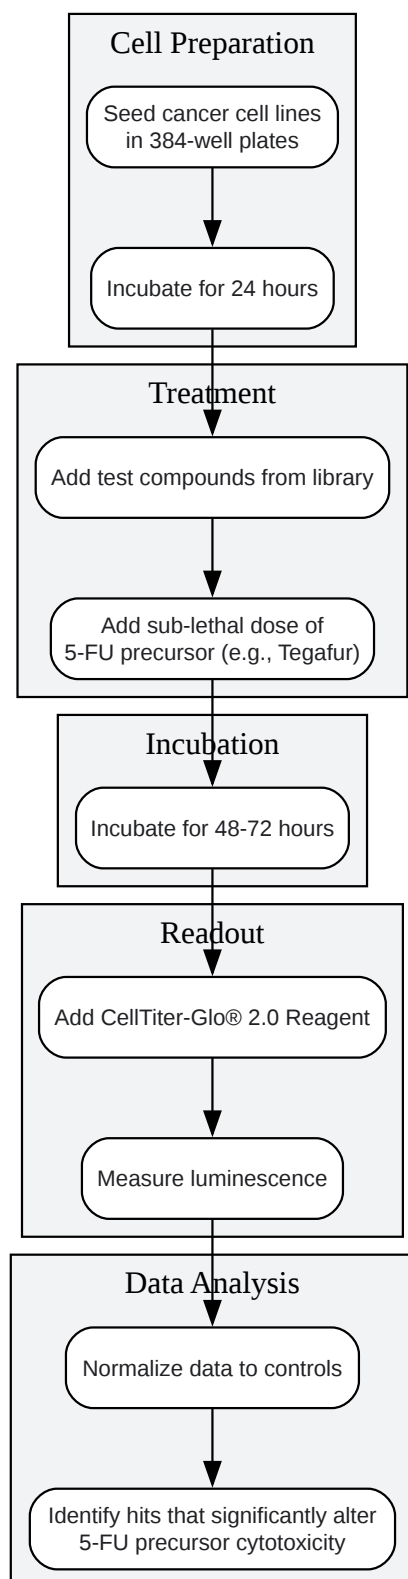 Cell Preparation
Seed cancer cell lines
in 384-well plates
Incubate for 24 hours
Treatment
Add test compounds from library
Add sub-lethal dose of
5-FU precursor (e.g., Tegafur)
Incubation
Incubate for 48-72 hours
Readout
Add CellTiter-Glo® 2.0 Reagent
Measure luminescence
Data Analysis
Normalize data to controls
Identify hits that significantly alter
5-FU precursor cytotoxicity